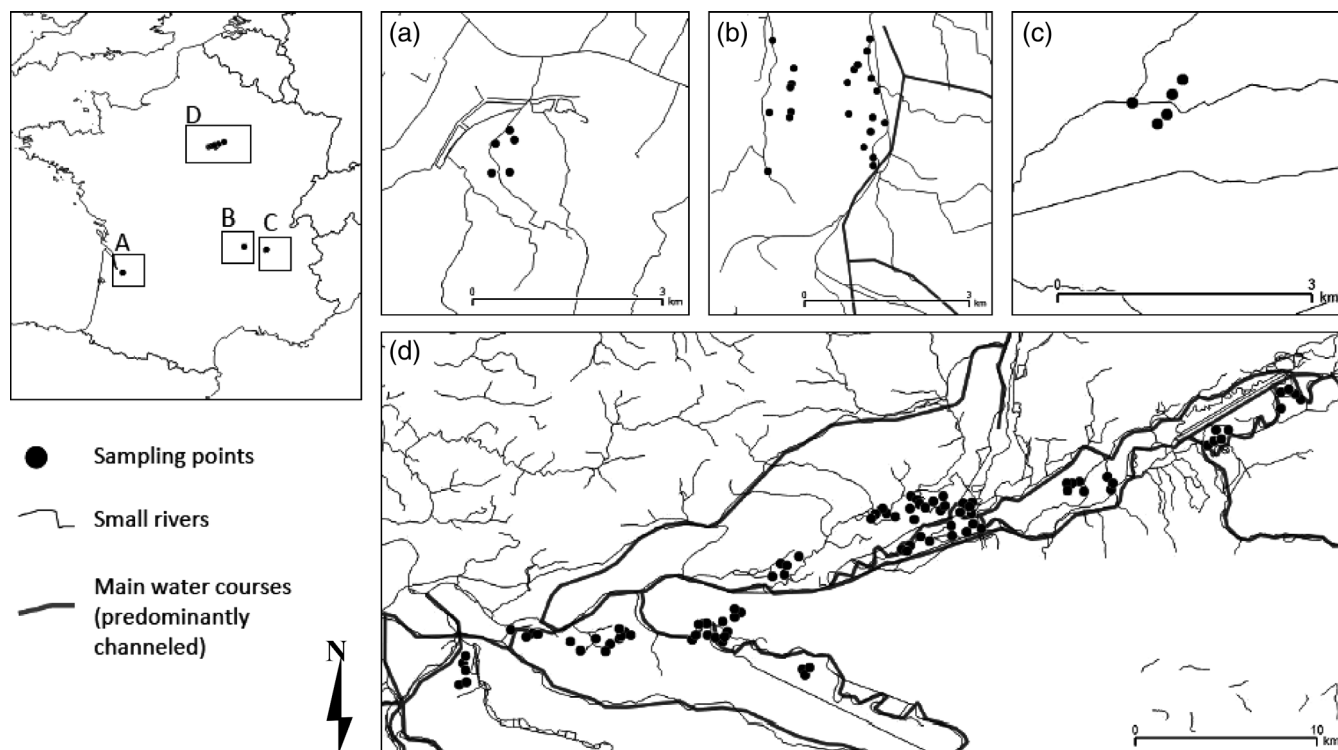 D
B
C
A
(a)
0
3
km
(b)
0
3
km
(c)
0
3
km
(d)
0
10
km
Sampling points
Small rivers
Main water courses
(predominantly
channeled)
N